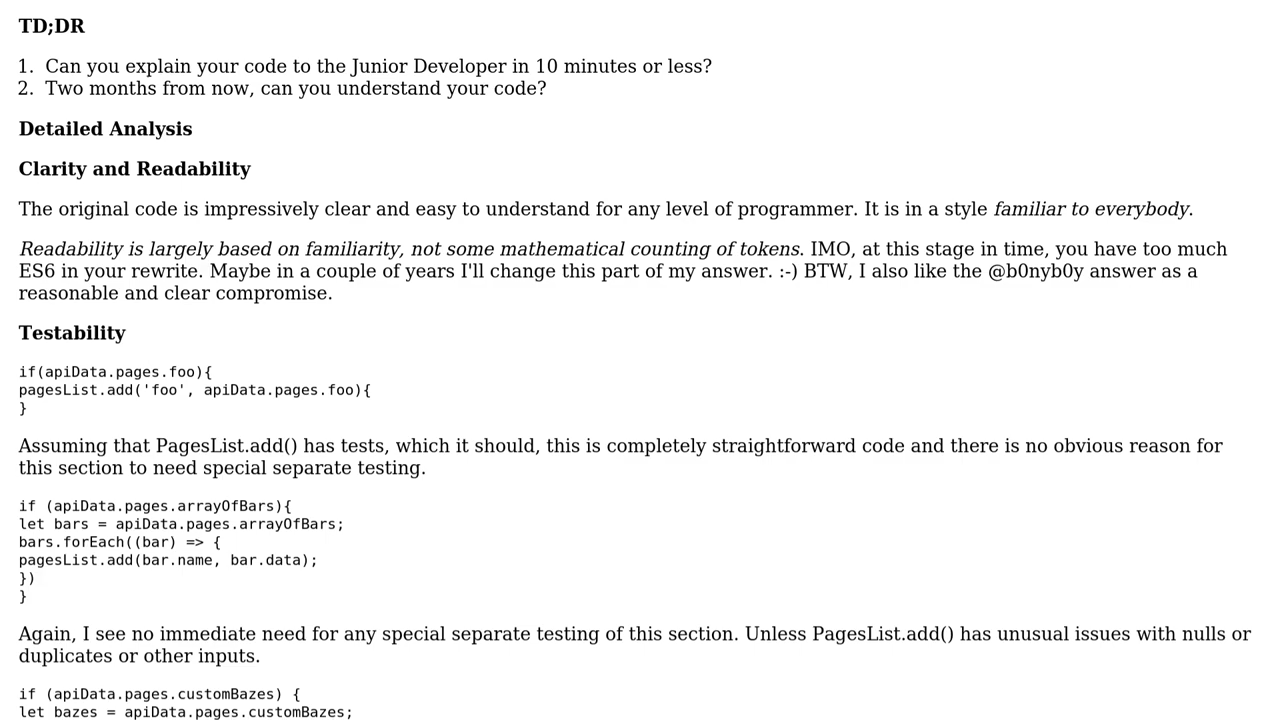 TD;DR
1. Can you explain your code to the Junior Developer in 10 minutes or less?
2. Two months from now, can you understand your code?
Detailed Analysis
Clarity and Readability
The original code is impressively clear and easy to understand for any level of programmer. It is in a style familiar to everybody.
Readability is largely based on familiarity, not some mathematical counting of tokens. IMO, at this stage in time, you have too much
ES6 in your rewrite. Maybe in a couple of years I'll change this part of my answer. :-) BTW, I also like the @b0nyb0y answer as a
reasonable and clear compromise.
Testability
if(apiData.pages.foo){
pagesList.add('foo', apiData.pages.foo){
}
Assuming that PagesList.add() has tests, which it should, this is completely straightforward code and there is no obvious reason for
this section to need special separate testing.
if (apiData.pages.arrayOfBars){
let bars = apiData.pages.arrayOfBars;
bars.forEach((bar) => {
pagesList.add(bar.name, bar.data);
})
}
Again, I see no immediate need for any special separate testing of this section. Unless PagesList.add() has unusual issues with nulls or
duplicates or other inputs.
if (apiData.pages.customBazes) {
let bazes = apiData.pages.customBazes;